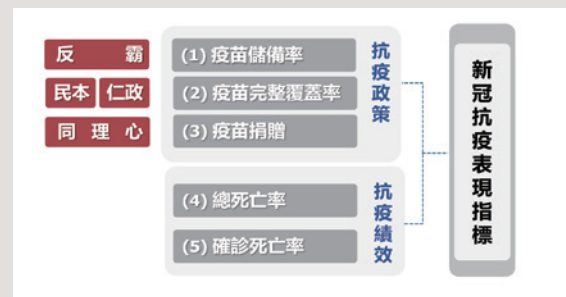 反霸
民本 仁政
同理心
(1) 疫苗儲備率
(2) 疫苗完整覆蓋率
(3) 疫苗捐贈
抗疫政策
(4) 總死亡率
(5) 確診死亡率
抗疫績效
新冠抗疫表現指標